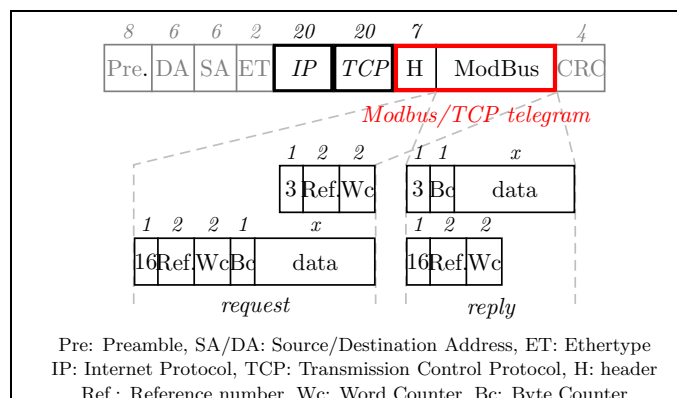 8 6 6 2 20 20 7 4
Pre. DA SA ET IP TCP H ModBus CRC
Modbus/TCP telegram
1 2 2 1 1 x
3 Ref. Wc 3 Bc data
1 2 2 1 x 1 2 2
16 Ref. Wc Bc data 16 Ref. Wc
request reply
Pre: Preamble, SA/DA: Source/Destination Address, ET: Ethertype
IP: Internet Protocol, TCP: Transmission Control Protocol, H: header
Ref.: Reference number, Wc: Word Counter, Bc: Byte Counter